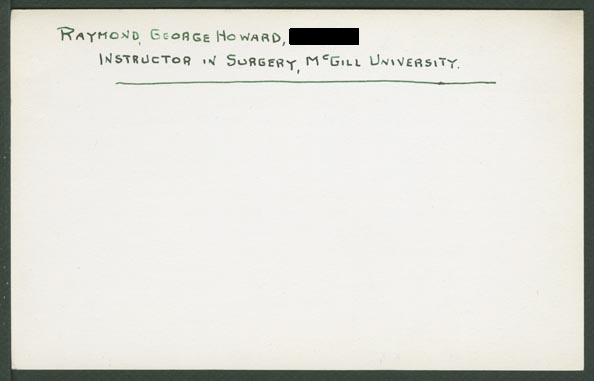 RAYMOND, GEORGE HOWARD,
INSTRUCTOR IN SURGERY, McGILL UNIVERSITY.